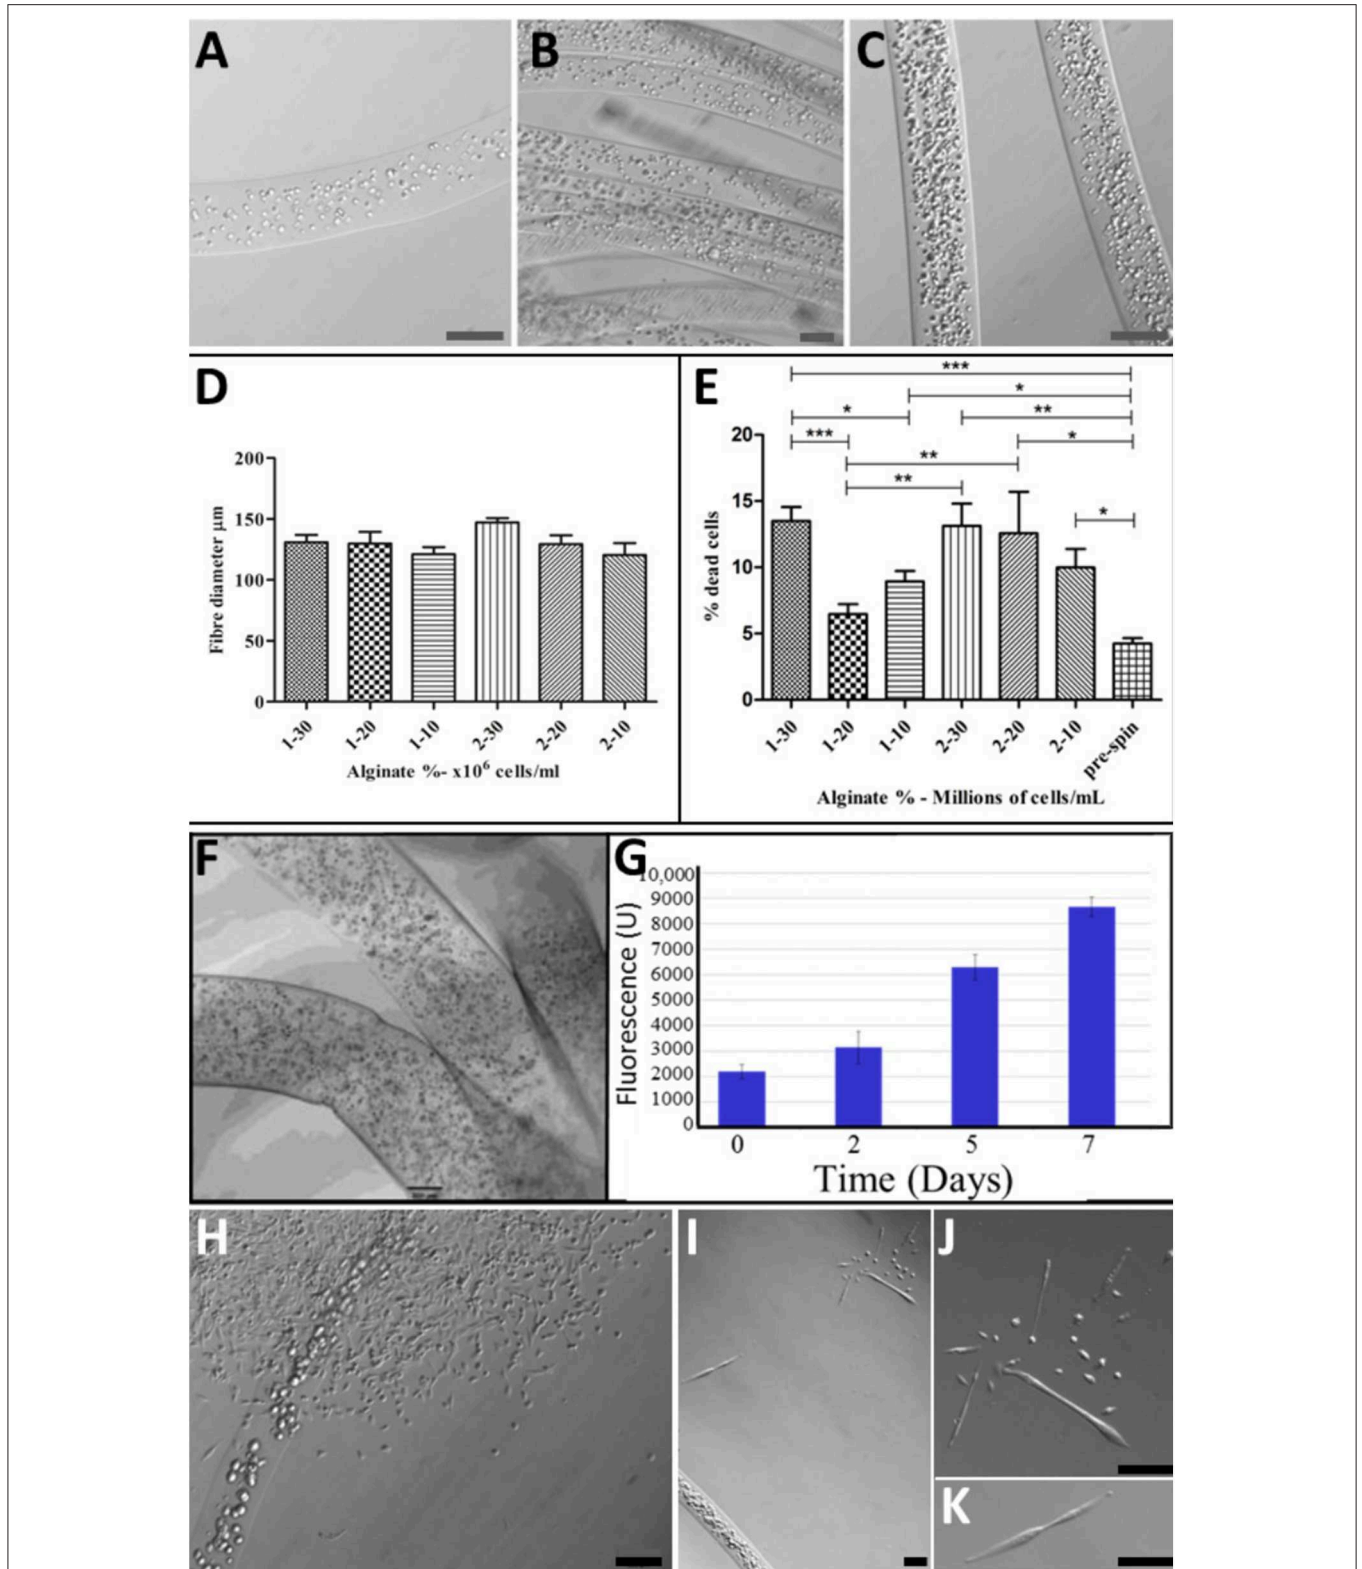 A
B
C
D
200
150
100
50
0
Fibre diameter µm
1-30
1-20
1-10
2-30
2-20
2-10
Alginate %- x10⁶ cells/ml
E
***
*
*
**
***
*
**
**
*
20
15
10
5
0
% dead cells
1-30
1-20
1-10
2-30
2-20
2-10
pre-spin
Alginate % - Millions of cells/mL
F
G
10,000
9000
8000
7000
6000
5000
4000
3000
2000
1000
0
Fluorescence (U)
0
2
5
7
Time (Days)
H
I
J
K